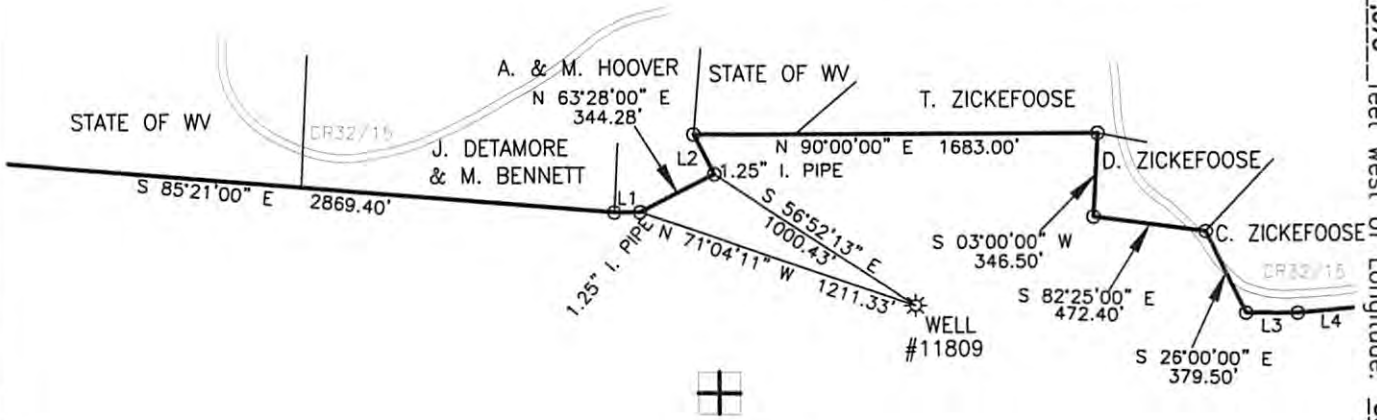 A. & M. HOOVER
N 63°28'00" E
344.28'
STATE OF WV
T. ZICKEFOOSE
STATE OF WV
CR32/15
J. DETAMORE
& M. BENNETT
L2
N 90°00'00" E 1683.00'
1.25" I. PIPE
D. ZICKEFOOSE
S 85°21'00" E 2869.40'
L1
1.25" I. PIPE
S 56°52'13" E
1000.43'
N 71°04'11" W 1211.33'
S 03°00'00" W
346.50'
C. ZICKEFOOSE
CR32/15
S 82°25'00" E
472.40'
WELL
#11809
L3
L4
S 26°00'00" E
379.50'
feet west of Longitude: